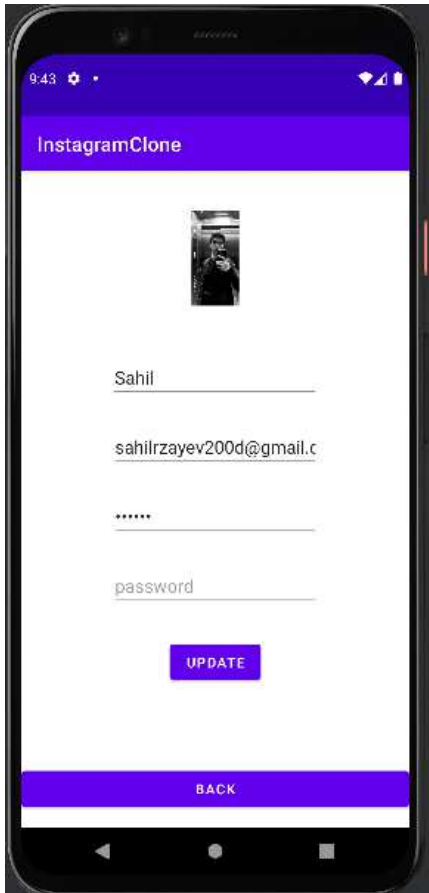 9:43
InstagramClone
Sahil
sahilrzayev200d@gmail.c
••••••
password
UPDATE
BACK